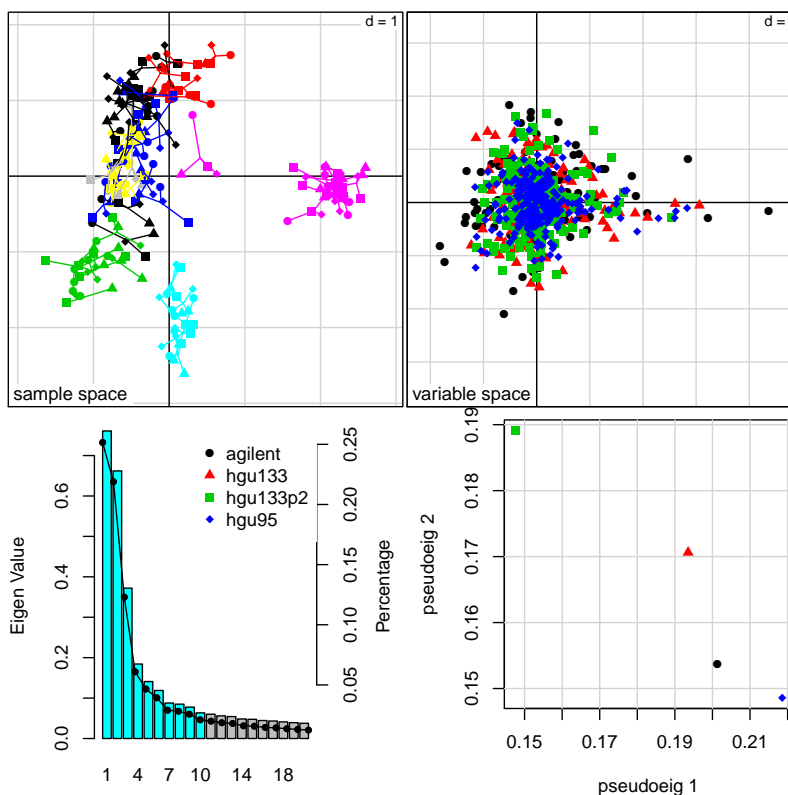 d = 1
sample space
d =
variable space
Eigen Value
0.0
0.2
0.4
0.6
1
4
7
10
14
18
agilent
hgu133
hgu133p2
hgu95
Percentage
0.05
0.10
0.15
0.20
0.25
pseudoeig 2
0.15
0.16
0.17
0.18
0.19
0.15
0.17
0.19
0.21
pseudoeig 1